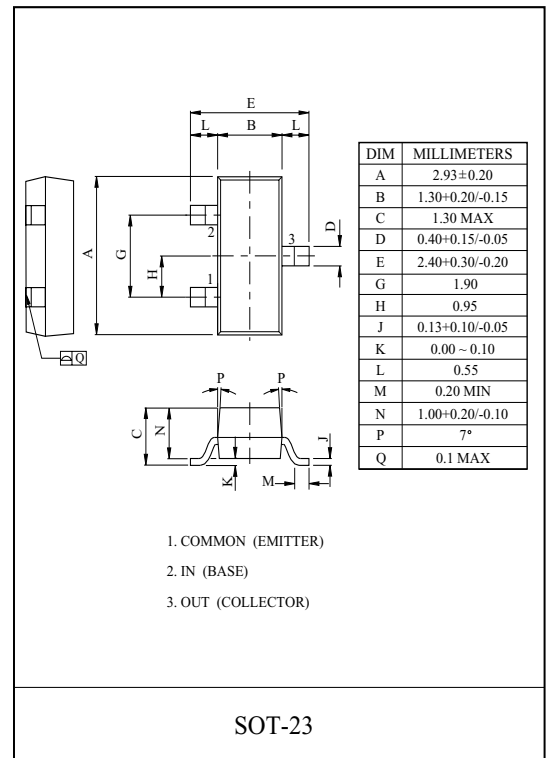 E
L B L
A
G
H
D
2
3
1
Q
DIM MILLIMETERS
A 2.93±0.20
B 1.30+0.20/-0.15
C 1.30 MAX
D 0.40+0.15/-0.05
E 2.40+0.30/-0.20
G 1.90
H 0.95
J 0.13+0.10/-0.05
K 0.00 ~ 0.10
L 0.55
M 0.20 MIN
N 1.00+0.20/-0.10
P 7°
Q 0.1 MAX
P P
C
N
K
M
J
1. COMMON (EMITTER)
2. IN (BASE)
3. OUT (COLLECTOR)
SOT-23